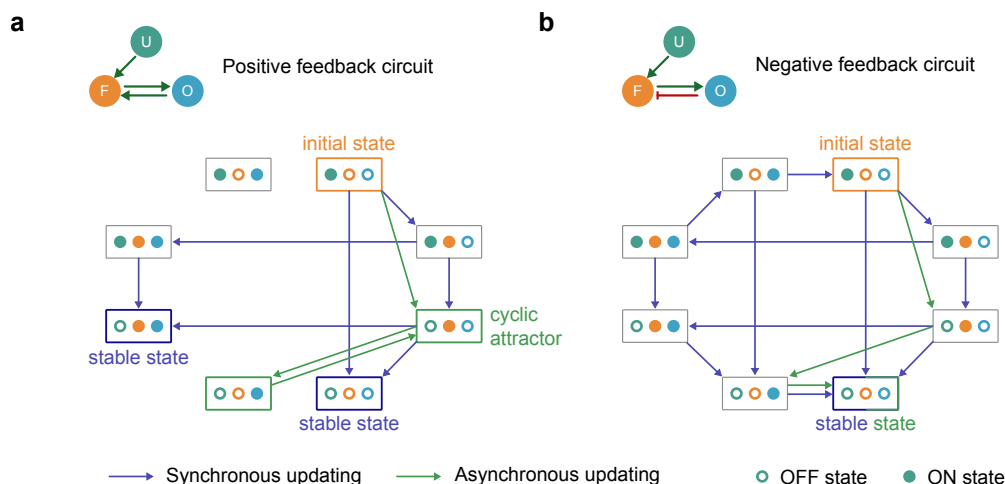 a
U
F
O
Positive feedback circuit
initial state
cyclic
attractor
stable state
stable state
b
U
F
O
Negative feedback circuit
initial state
stable state
Synchronous updating
Asynchronous updating
OFF state
ON state